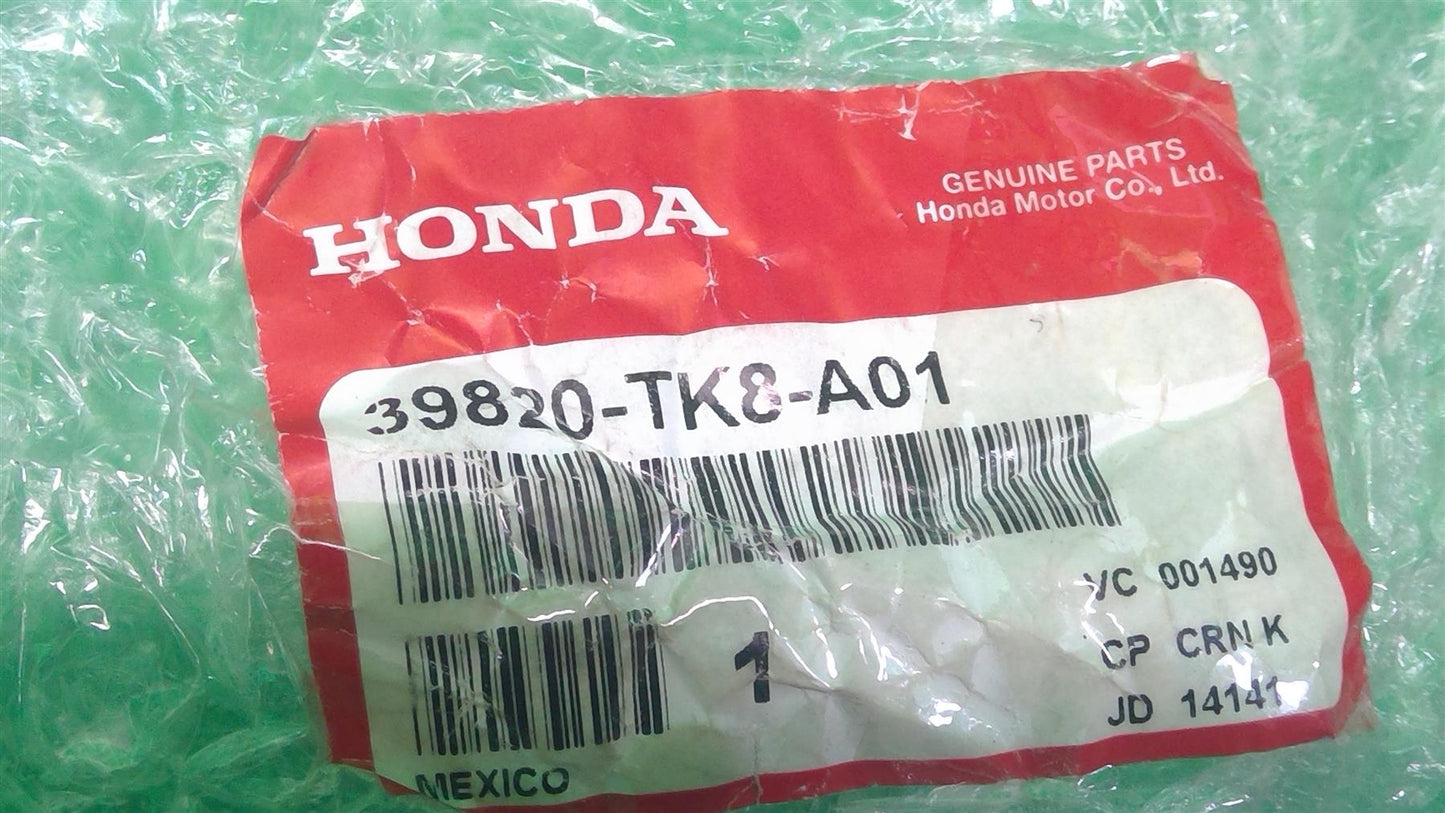 HONDA
GENUINE PARTS
Honda Motor Co., Ltd.
39820-TK8-A01
VC 001490
1
CP CRN K
JD 14141
MEXICO